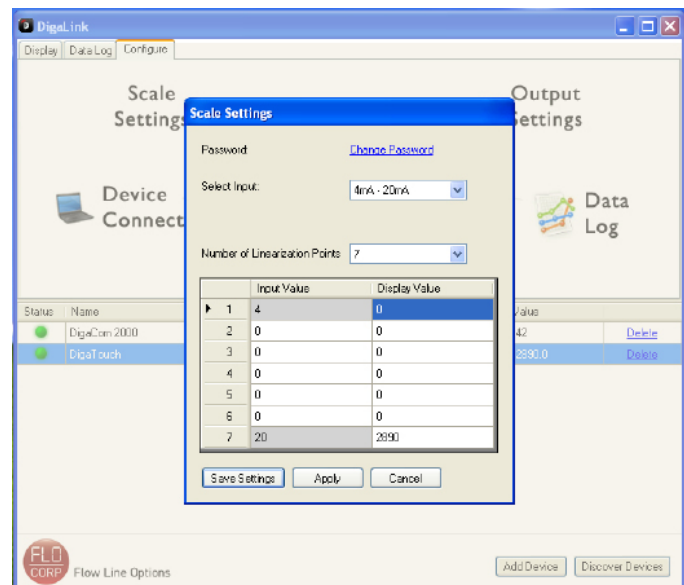 DigaLink
Display Data Log Configure
Scale Settings
Output Settings
Device Connect
Data Log
Scale Settings
Password: Change Password
Select Input: 4mA - 20mA
Number of Linearization Points 7
Input Value Display Value
1 4 0
2 0 0
3 0 0
4 0 0
5 0 0
6 0 0
7 20 2890
Save Settings Apply Cancel
Status Name Value
DigaCom 2000 42 Delete
DigaTouch 2890.0 Delete
FLO CORP
Flow Line Options
Add Device Discover Devices